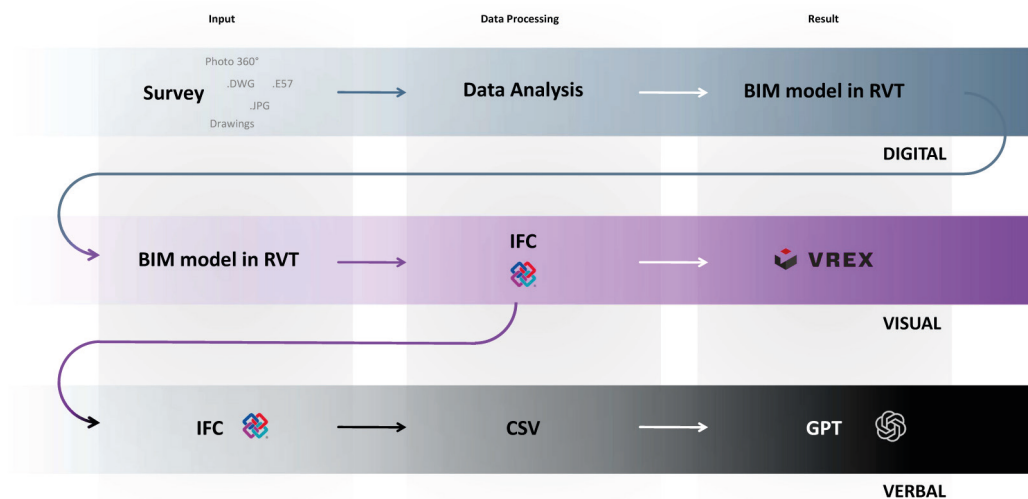 Input
Data Processing
Result
Photo 360°
.DWG .E57
Survey
.JPG
Drawings
Data Analysis
BIM model in RVT
DIGITAL
BIM model in RVT
IFC
VREX
VISUAL
IFC
CSV
GPT
VERBAL